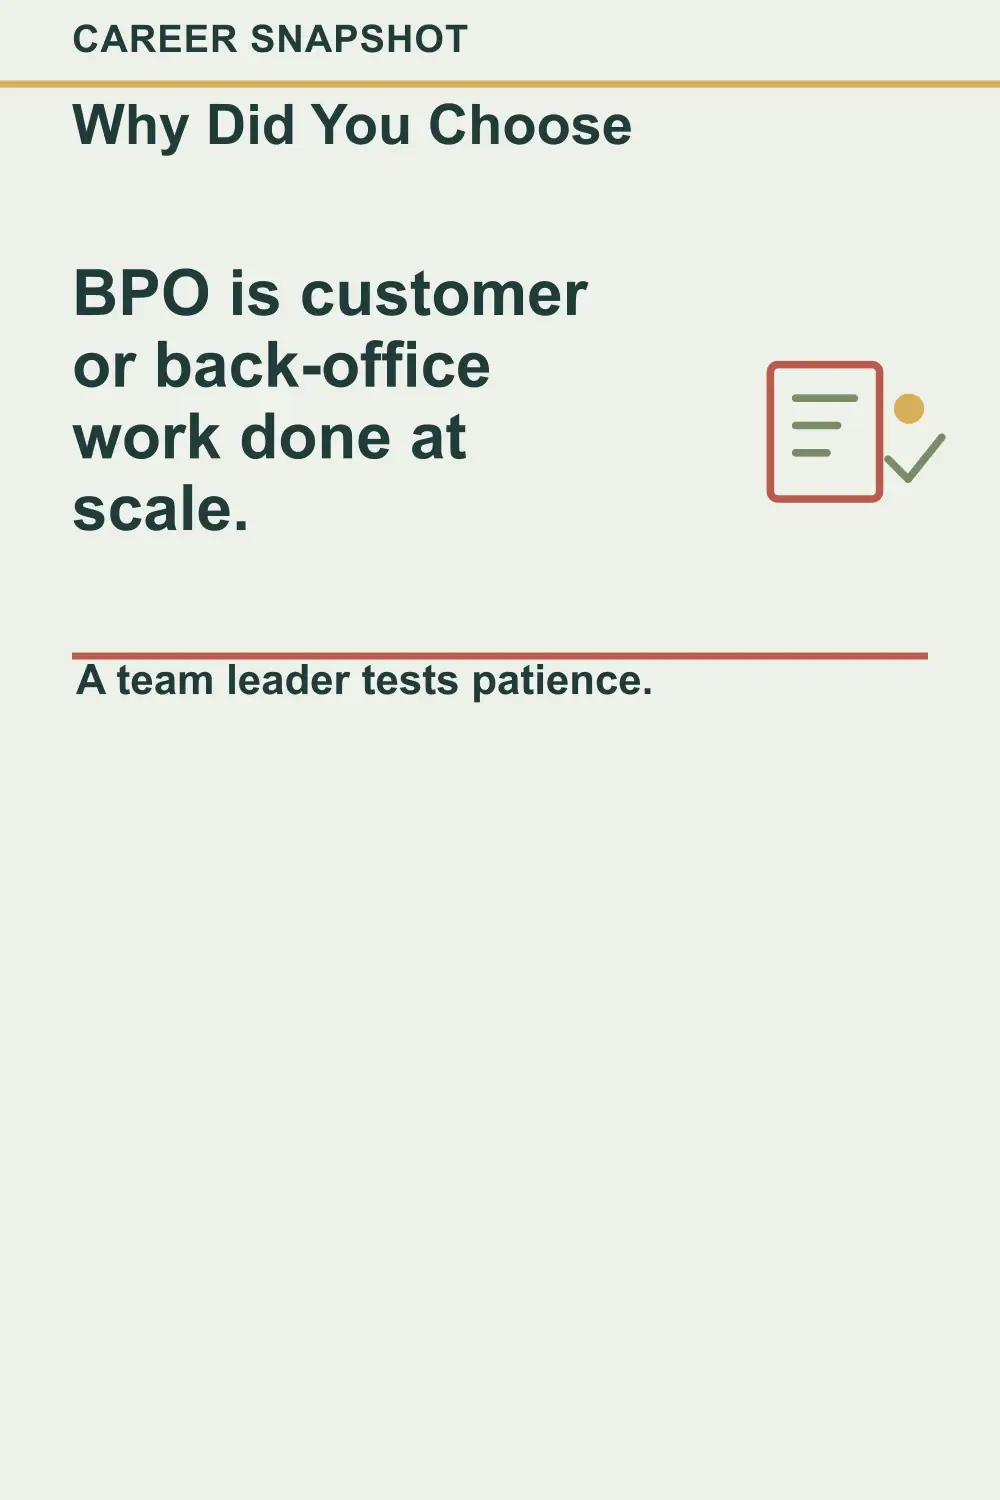 CAREER SNAPSHOT
Why Did You Choose
BPO is customer
or back-office
work done at
scale.
A team leader tests patience.